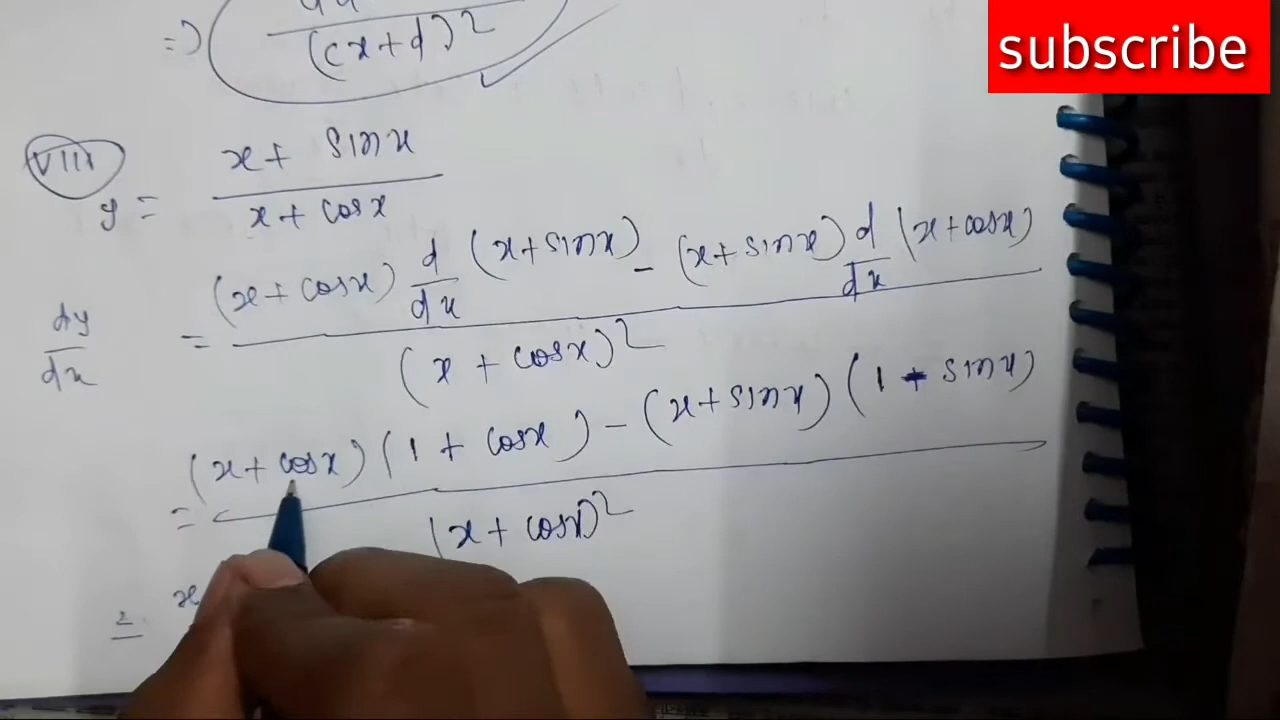 subscribe
=> (cx+d)²
VIII
y = x + sinx / x + cosx
dy/dx = (x + cosx) d/dx (x + sinx) - (x + sinx) d/dx (x + cosx) / (x + cosx)²
= (x + cosx) (1 + cosx) - (x + sinx) (1 - sinx) / (x + cosx)²
x